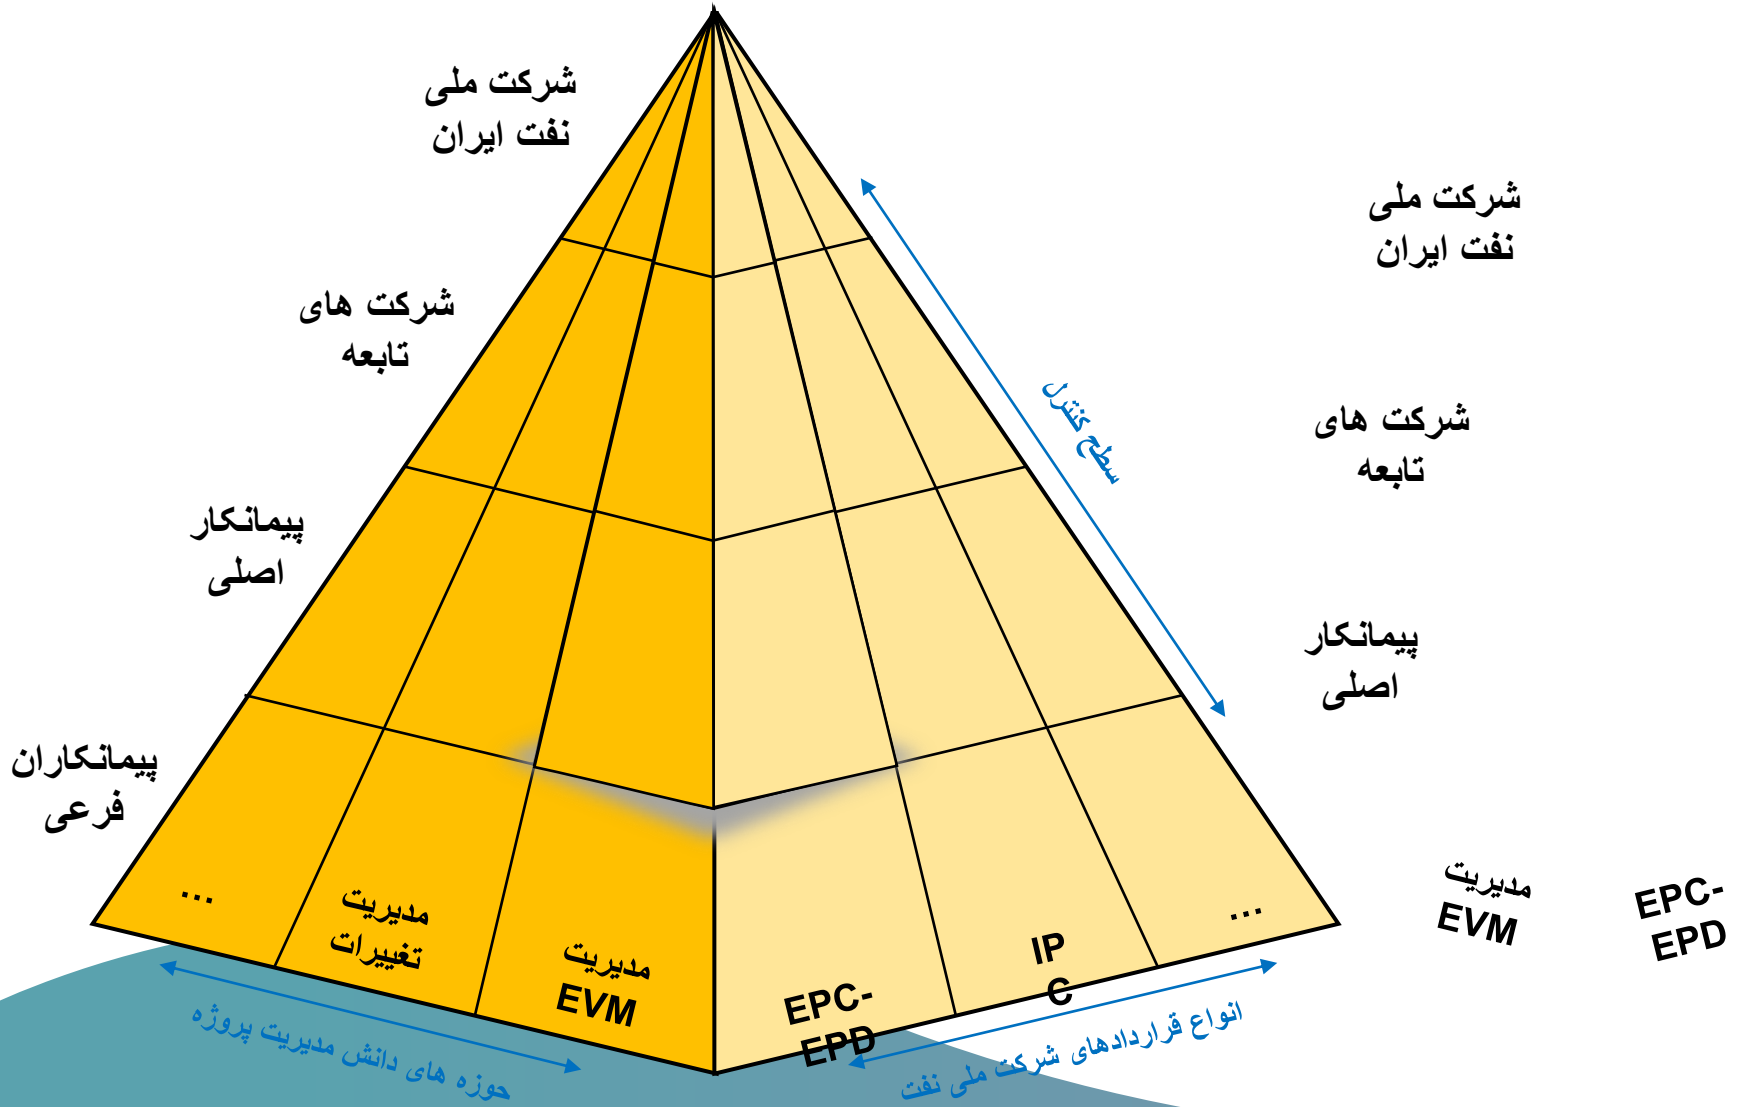 شرکت ملی
نفت ایران
شرکت های
تابعه
پیمانکار
اصلی
پیمانکاران
فرعی
...
مدیریت
تغییرات
مدیریت
EVM
EPC-
EPD
IP
C
...
حوزه های دانش مدیریت پروژه
انواع قراردادهای شرکت ملی نفت
سطح کنترل
شرکت ملی
نفت ایران
شرکت های
تابعه
پیمانکار
اصلی
مدیریت
EVM
EPC-
EPD